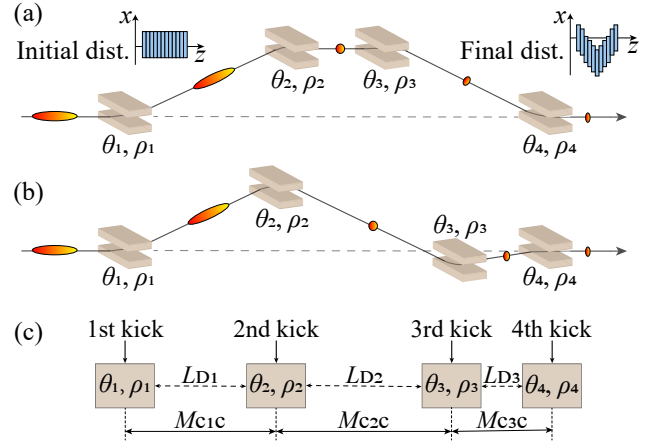 (a)
x
Initial dist.
z
Final dist.
x
z
θ₂, ρ₂
θ₃, ρ₃
θ₁, ρ₁
θ₄, ρ₄
(b)
θ₂, ρ₂
θ₃, ρ₃
θ₁, ρ₁
θ₄, ρ₄
(c)
1st kick 2nd kick 3rd kick 4th kick
θ₁, ρ₁ LD1 θ₂, ρ₂ LD2 θ₃, ρ₃ LD3 θ₄, ρ₄
Mc1c Mc2c Mc3c